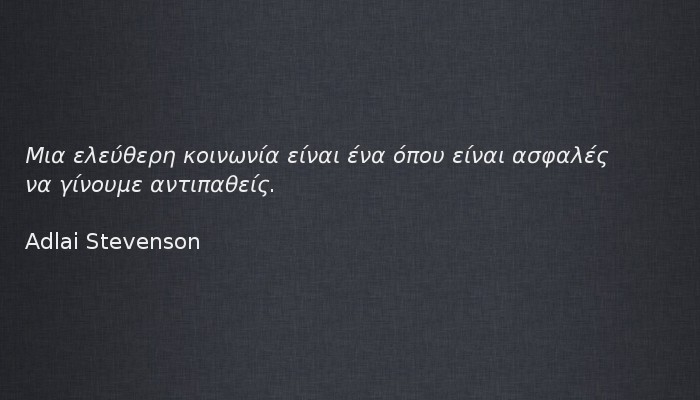 Μια ελεύθερη κοινωνία είναι ένα όπου είναι ασφαλές
να γίνουμε αντιπαθείς.
Adlai Stevenson